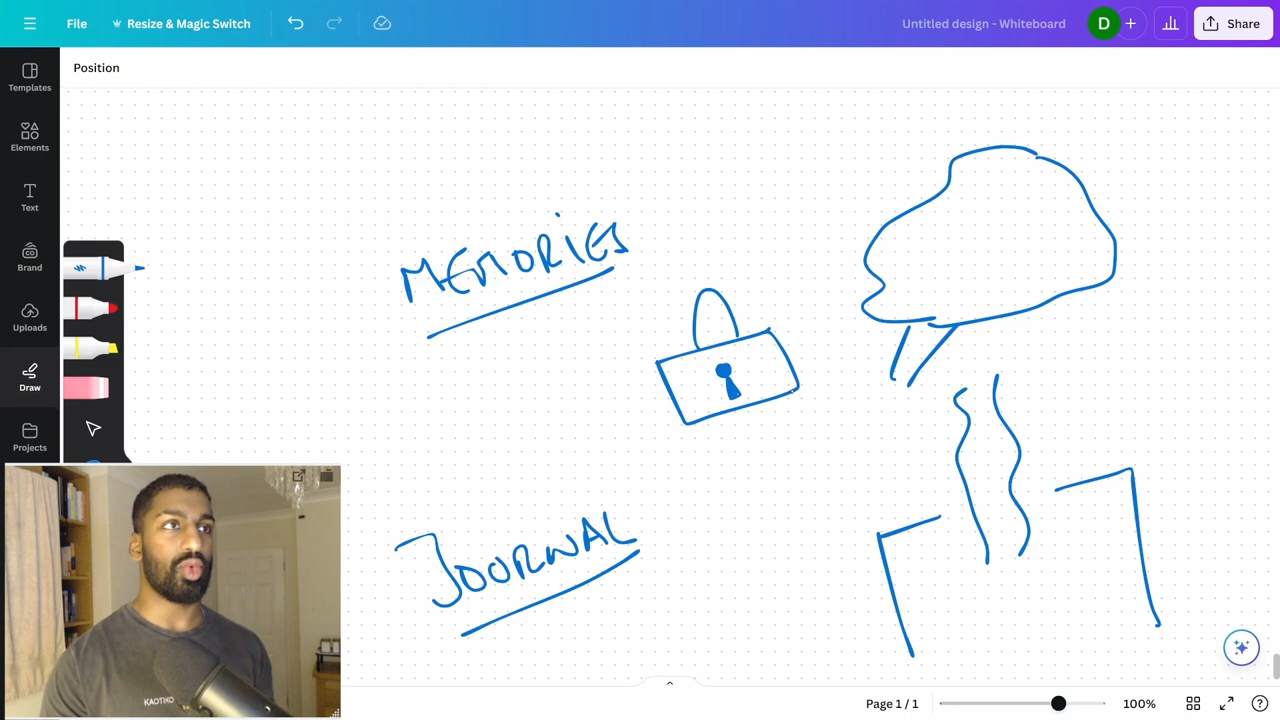 File
Resize & Magic Switch
Untitled design - Whiteboard
D
Share
Position
Templates
Elements
Text
Brand
Uploads
Draw
Projects
MEMORIES
JOURNAL
KAOTIKO
Page 1 / 1
100%